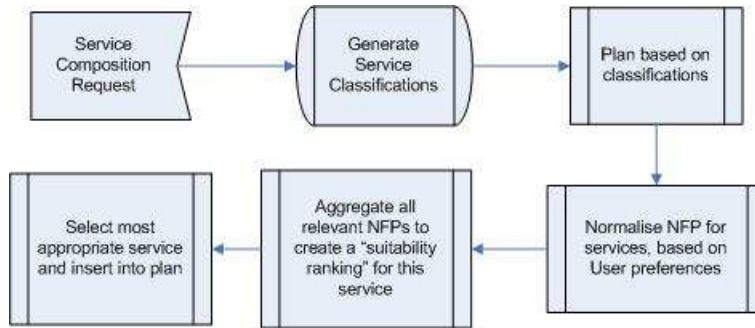 Service
Composition
Request
Generate
Service
Classifications
Plan based on
classifications
Normalise NFP for
services, based on
User preferences
Aggregate all
relevant NFPs to
create a “suitability
ranking” for this
service
Select most
appropriate service
and insert into plan